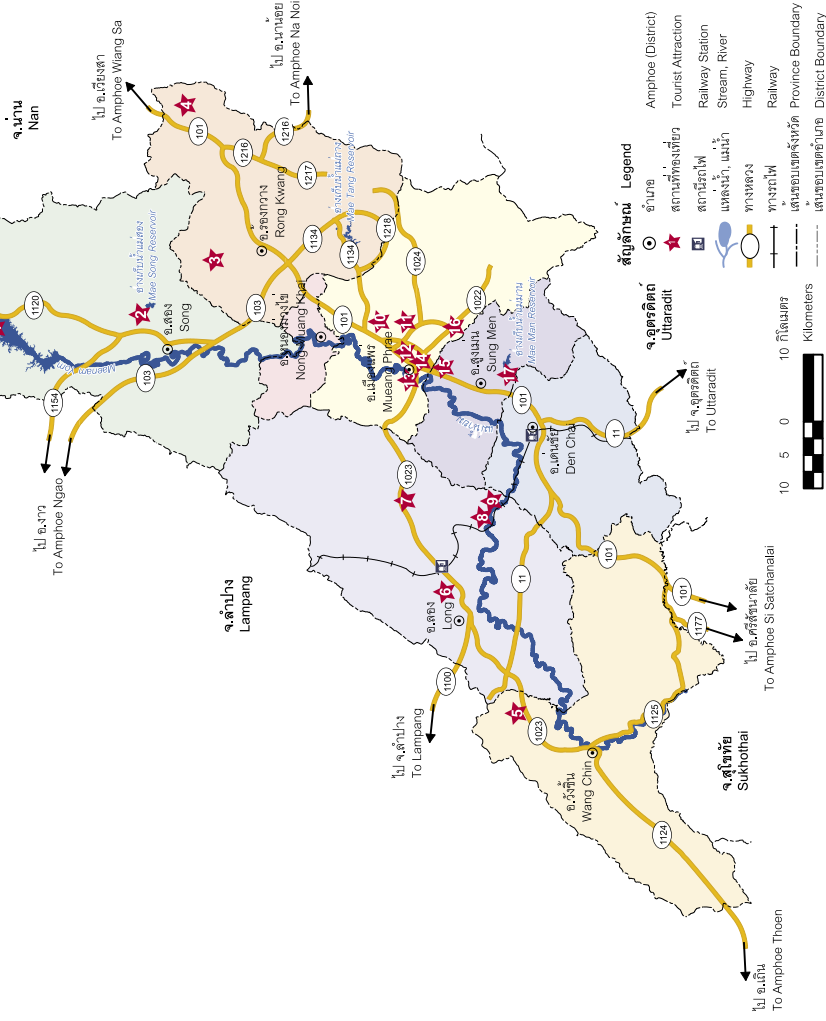 จ.น่าน
Nan
ไป อ.เวียงสา
To Amphoe Wiang Sa
ไป อ.นาน้อย
To Amphoe Na Noi
4
101
1216
1216
1217
อ่างเก็บน้ำแม่ถาง
Mae Tang Reservoir
อ.ร้องกวาง
Rong Kwang
3
1134
1134
1218
1120
อ่างเก็บน้ำแม่สอง
Mae Song Reservoir
2
อ.สอง
Song
103
103
1154
Maenam Yom
ไป อ.งาว
To Amphoe Ngao
อ.หนองม่วงไข่
Nong Muang Khai
101
1024
1022
อ.เมืองแพร่
Mueang Phrae
10
11
12
13
14
15
16
อ.สูงเม่น
Sung Men
อ่างเก็บน้ำแม่มาน
Mae Man Reservoir
17
101
อ.เด่นชัย
Den Chai
11
ไป จ.อุตรดิตถ์
To Uttaradit
จ.อุตรดิตถ์
Uttaradit
จ.ลำปาง
Lampang
1023
7
8
9
6
อ.ลอง
Long
11
1100
ไป จ.ลำปาง
To Lampang
5
1023
101
101
1177
ไป อ.ศรีสัชนาลัย
To Amphoe Si Satchanalai
1125
อ.วังชิ้น
Wang Chin
1124
จ.สุโขทัย
Sukhothai
ไป อ.เถิน
To Amphoe Thoen
สัญลักษณ์ Legend
อำเภอ Amphoe (District)
สถานที่ท่องเที่ยว Tourist Attraction
สถานีรถไฟ Railway Station
แหล่งน้ำ, แม่น้ำ Stream, River
ทางหลวง Highway
ทางรถไฟ Railway
เส้นขอบเขตจังหวัด Province Boundary
เส้นขอบเขตอำเภอ District Boundary
10 5 0 10 กิโลเมตร
Kilometers